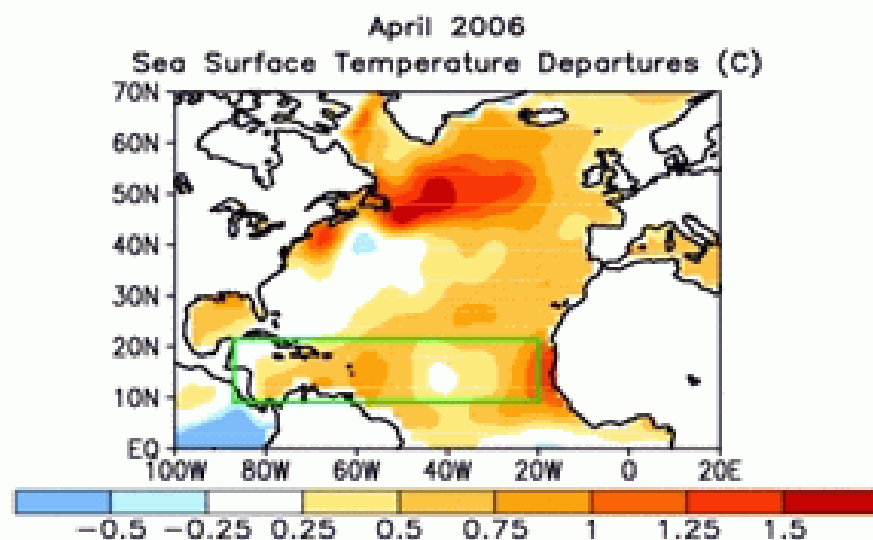 April 2006
Sea Surface Temperature Departures (C)
70N
60N
50N
40N
30N
20N
10N
EQ
100W 80W 60W 40W 20W 0 20E
-0.5 -0.25 0.25 0.5 0.75 1 1.25 1.5